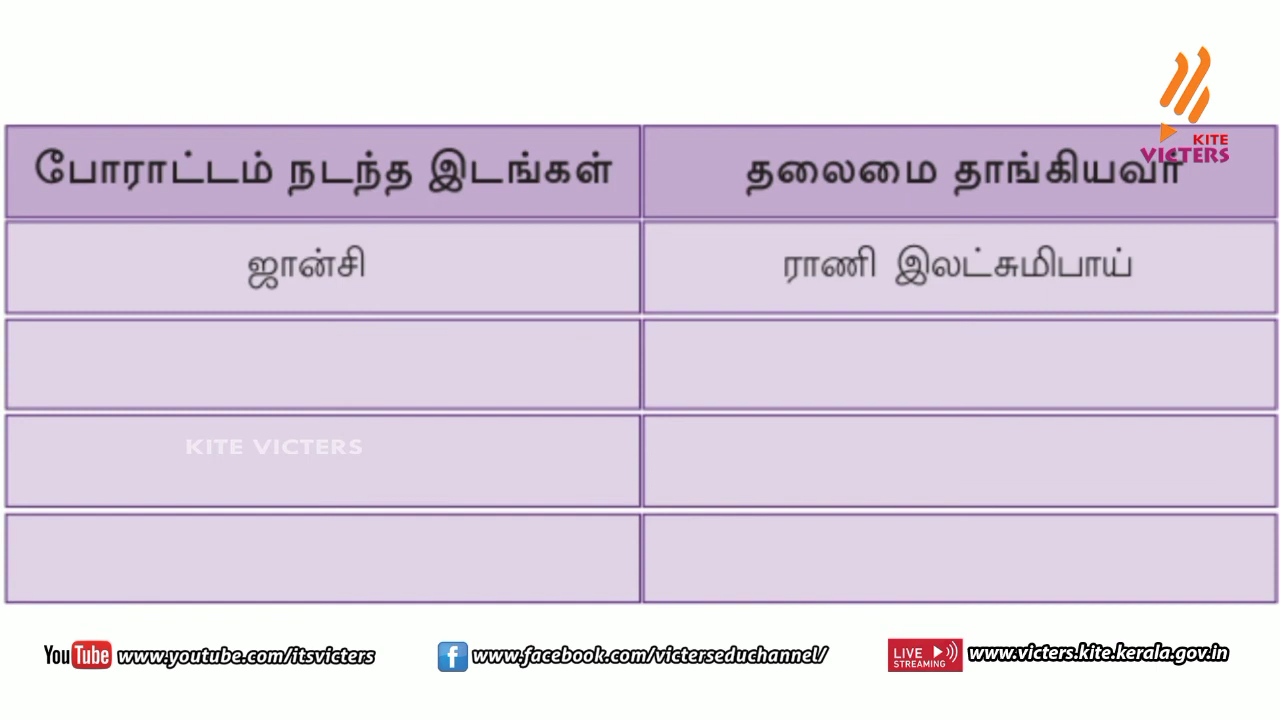 KITE
VICTERS
போராட்டம் நடந்த இடங்கள்
தலைமை தாங்கியவர்
ஜான்சி
ராணி இலட்சுமிபாய்
KITE VICTERS
YouTube www.youtube.com/itsvicters
f www.facebook.com/victerseduchannel/
LIVE
STREAMING
www.victers.kite.kerala.gov.in